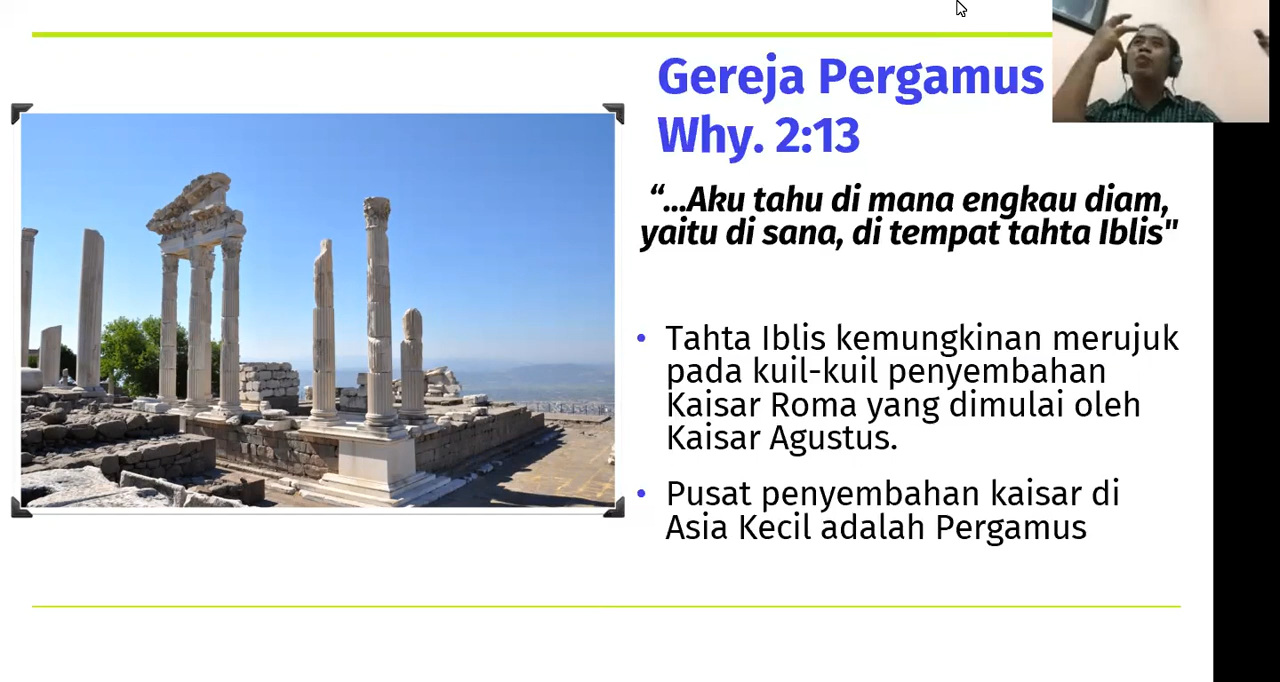 Gereja Pergamus
Why. 2:13
“...Aku tahu di mana engkau diam,
yaitu di sana, di tempat tahta Iblis"
• Tahta Iblis kemungkinan merujuk
pada kuil-kuil penyembahan
Kaisar Roma yang dimulai oleh
Kaisar Agustus.
• Pusat penyembahan kaisar di
Asia Kecil adalah Pergamus